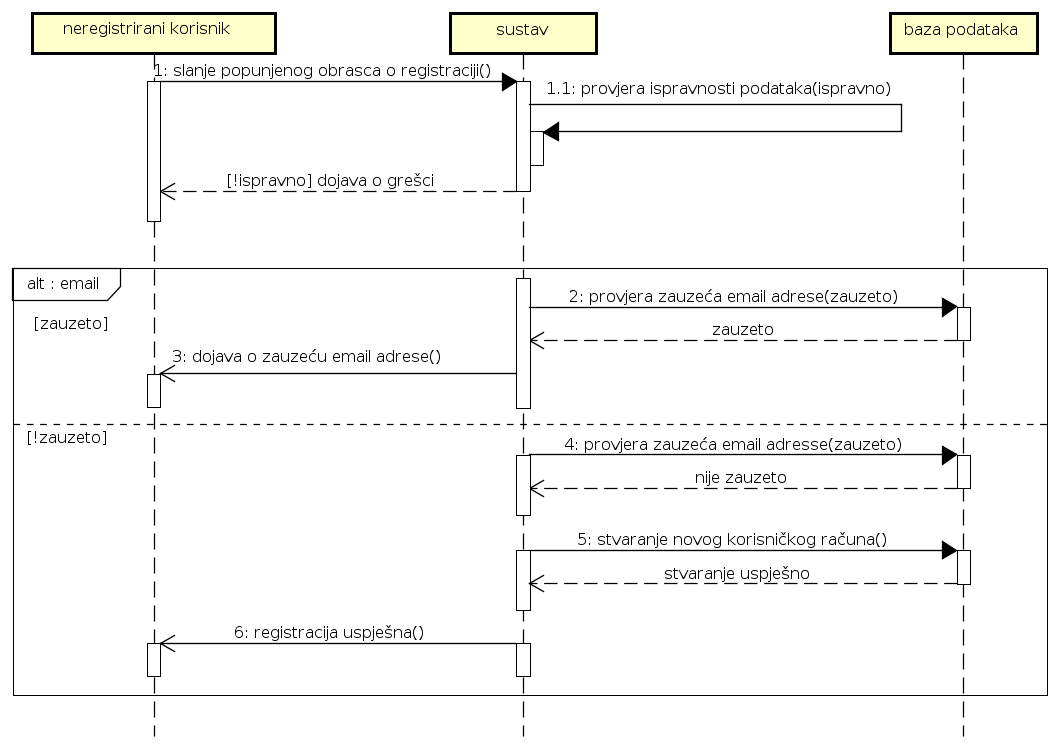 neregistrirani korisnik
sustav
baza podataka
1: slanje popunjenog obrasca o registraciji()
1.1: provjera ispravnosti podataka(ispravno)
[!ispravno] dojava o grešci
alt : email
[zauzeto]
2: provjera zauzeća email adrese(zauzeto)
zauzeto
3: dojava o zauzeću email adrese()
[!zauzeto]
4: provjera zauzeća email adresse(zauzeto)
nije zauzeto
5: stvaranje novog korisničkog računa()
stvaranje uspješno
6: registracija uspješna()